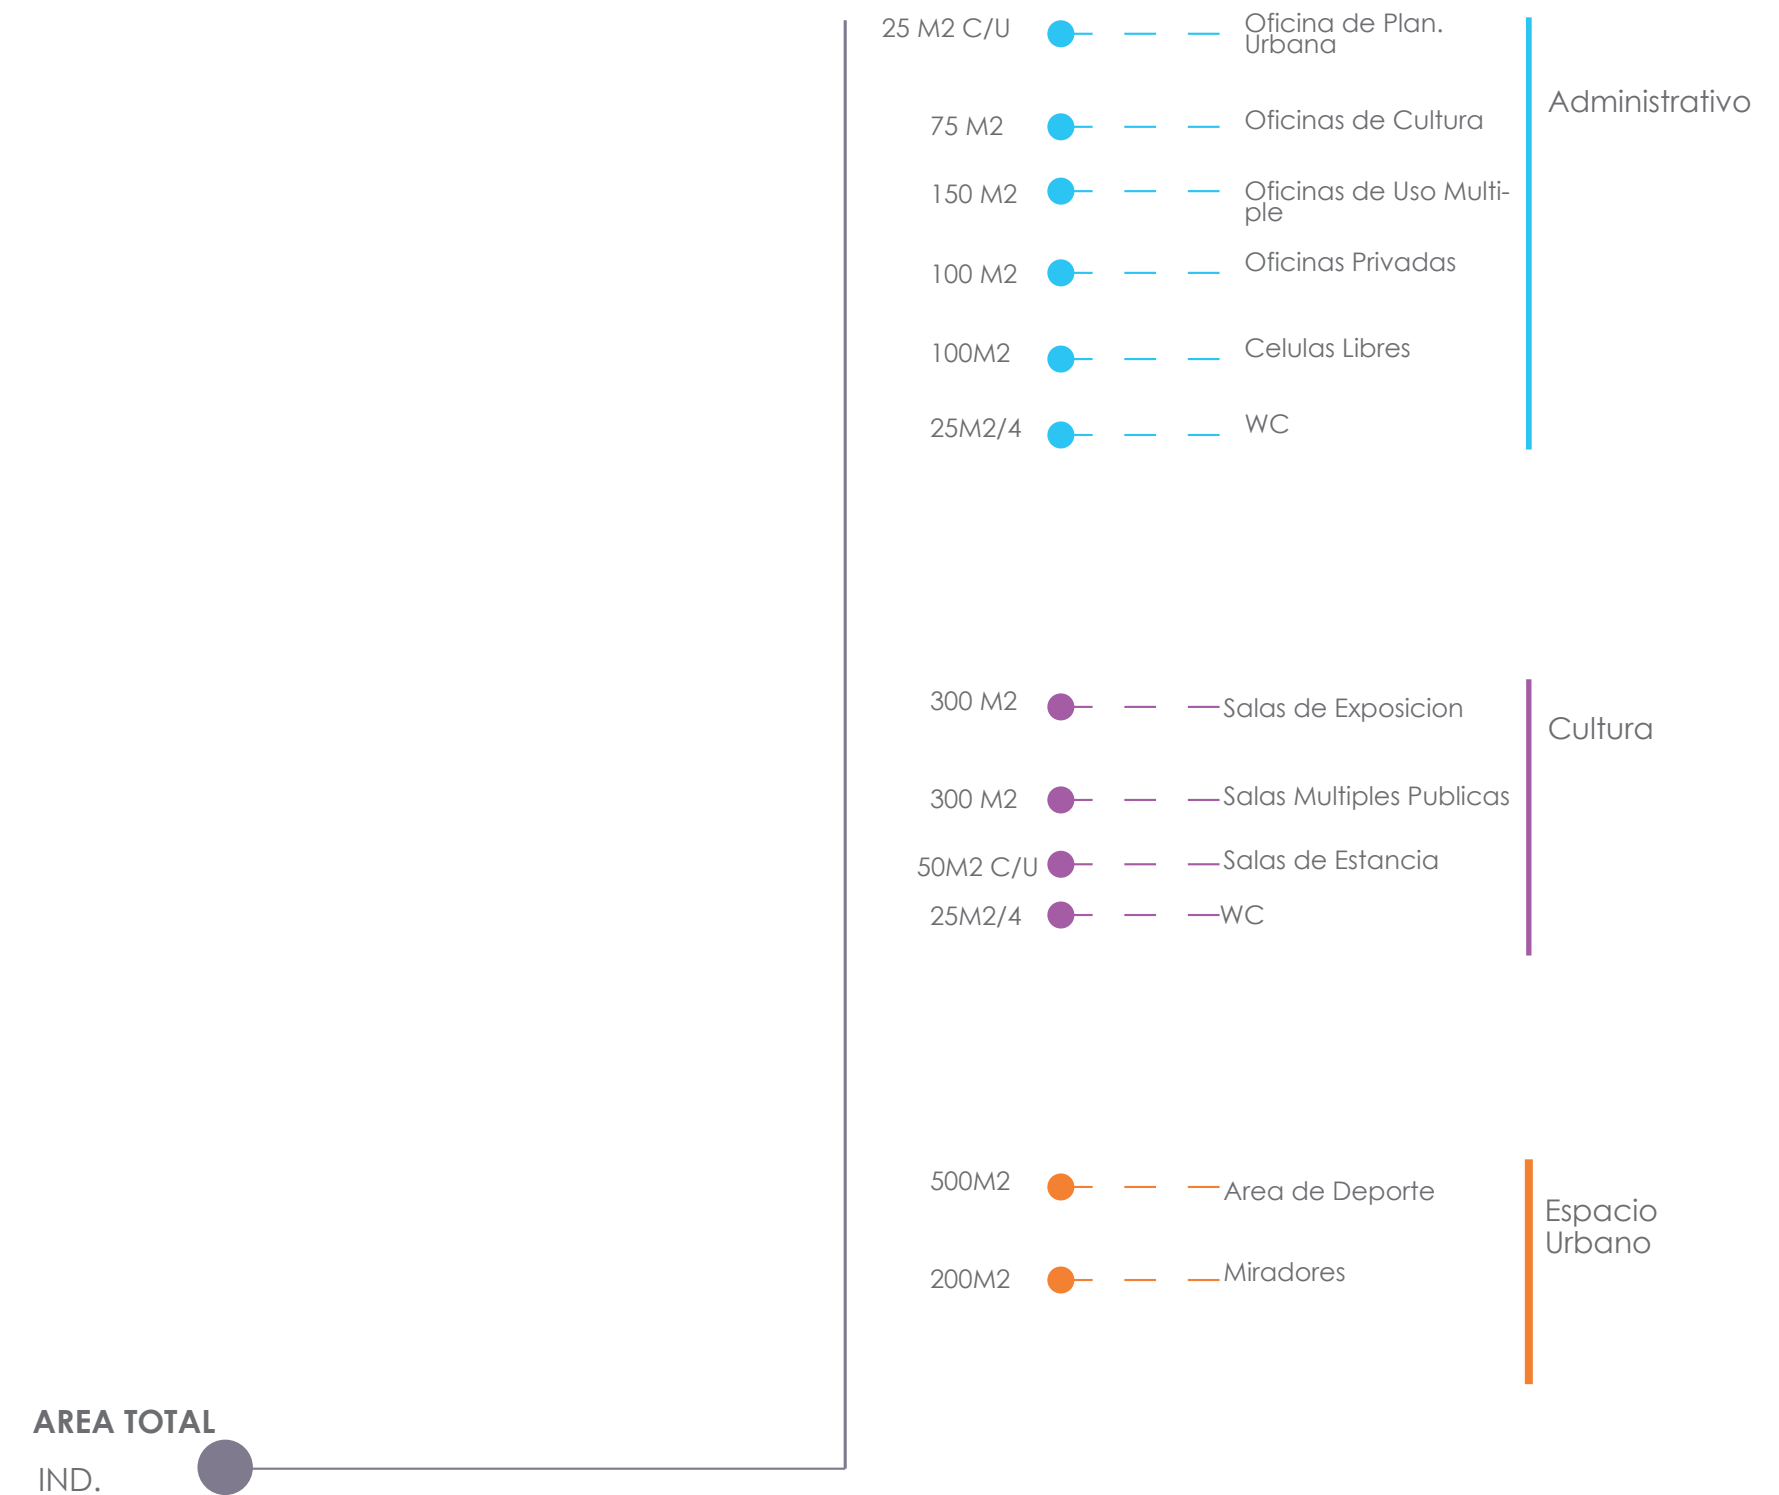 25 M2 C/U
Oficina de Plan.
Urbana
Administrativo
75 M2
Oficinas de Cultura
150 M2
Oficinas de Uso Multi-
ple
100 M2
Oficinas Privadas
100M2
Celulas Libres
25M2/4
WC
300 M2
Salas de Exposicion
Cultura
300 M2
Salas Multiples Publicas
50M2 C/U
Salas de Estancia
25M2/4
WC
500M2
Area de Deporte
Espacio
Urbano
200M2
Miradores
AREA TOTAL
IND.